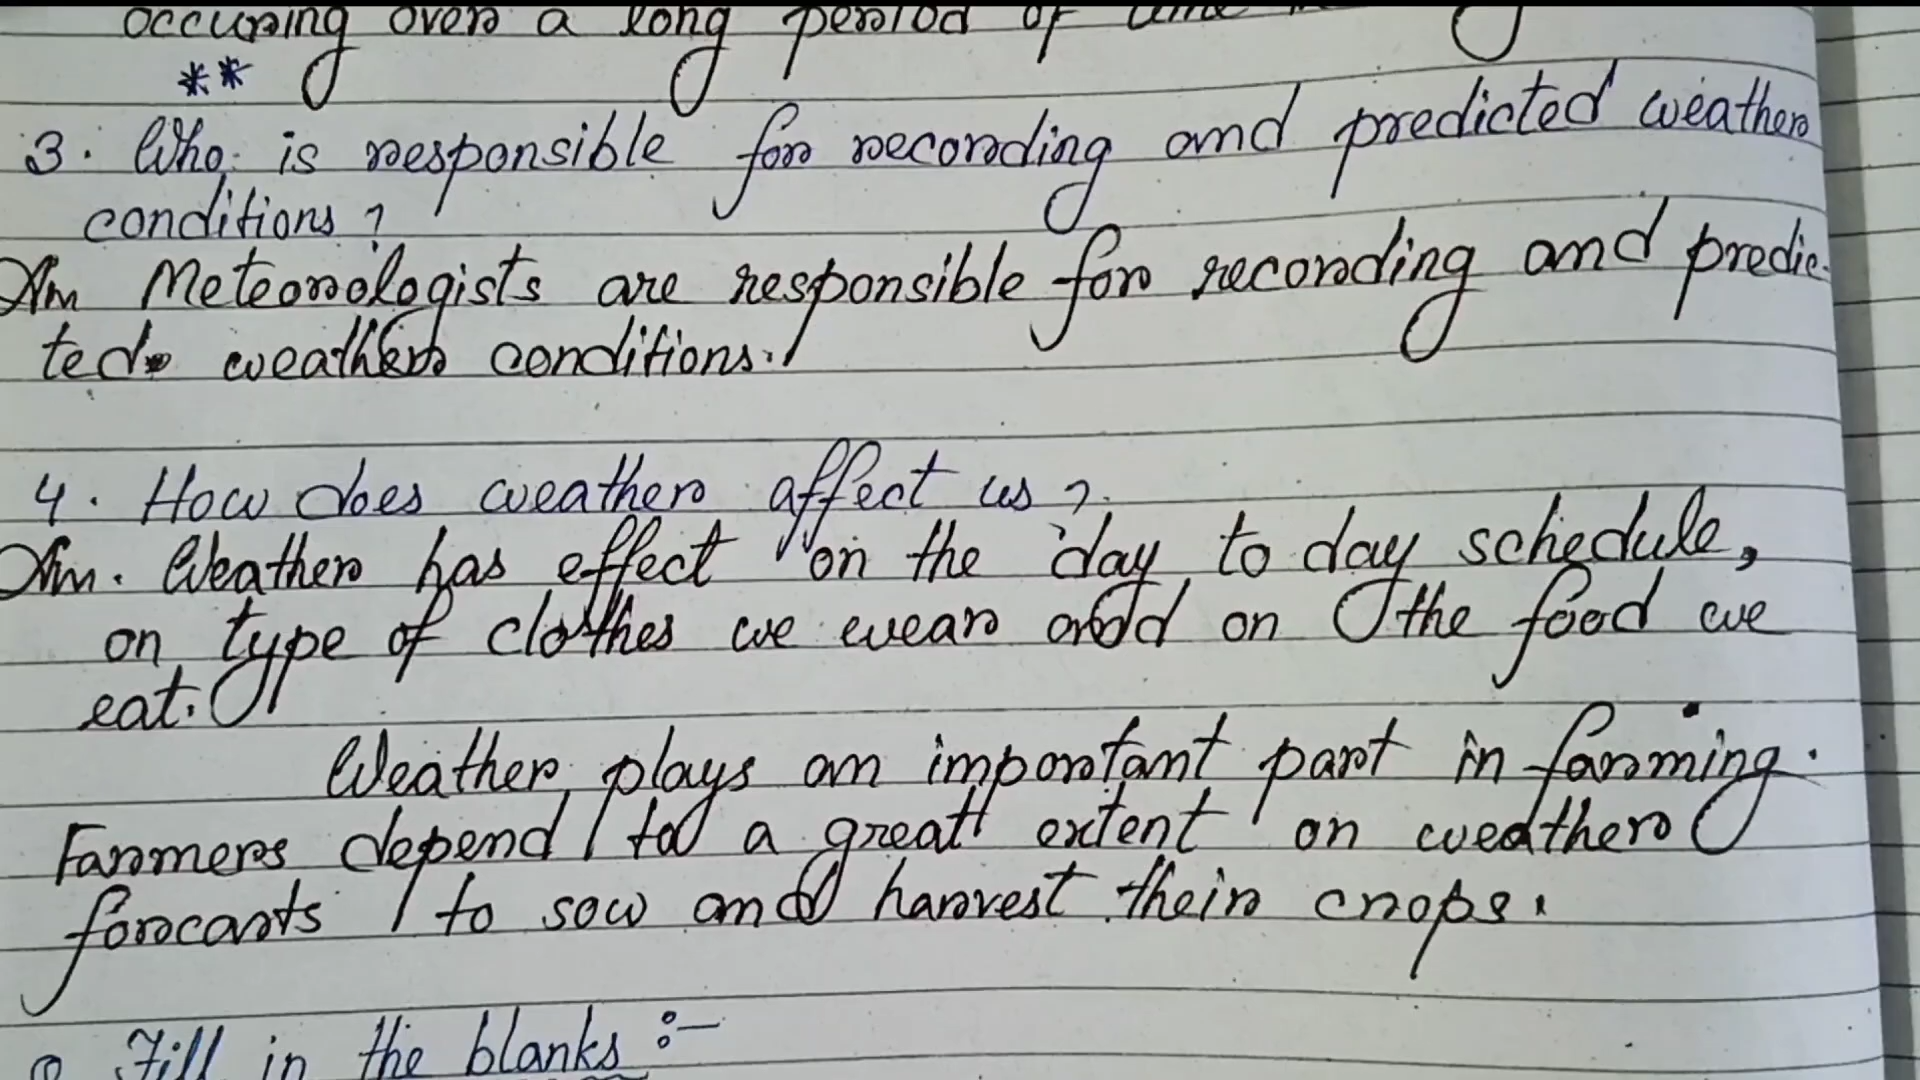 occuring over a long period of time
**
3. Who is responsible for recording and predicted weather
conditions?
Ans Meteorologists are responsible for recording and predic-
ted weather conditions.
4. How does weather affect us?
Ans. Weather has effect on the day to day schedule,
on type of clothes we wear and on the food we
eat.
Weather plays an important part in farming.
Farmers depend to a great extent on weather
forecasts to sow and harvest their crops.
Fill in the blanks :-